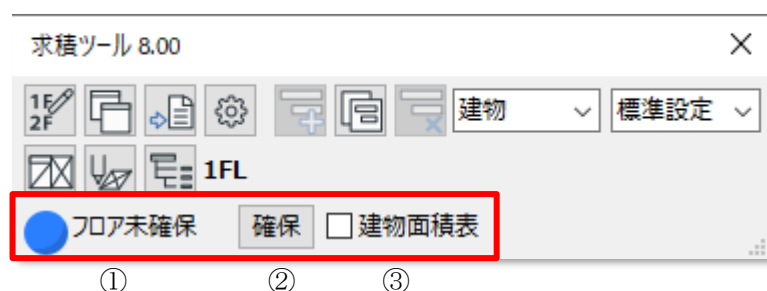 求積ツール 8.00
1F
2F
建物
標準設定
1FL
フロア未確保 確保 建物面積表
① ② ③